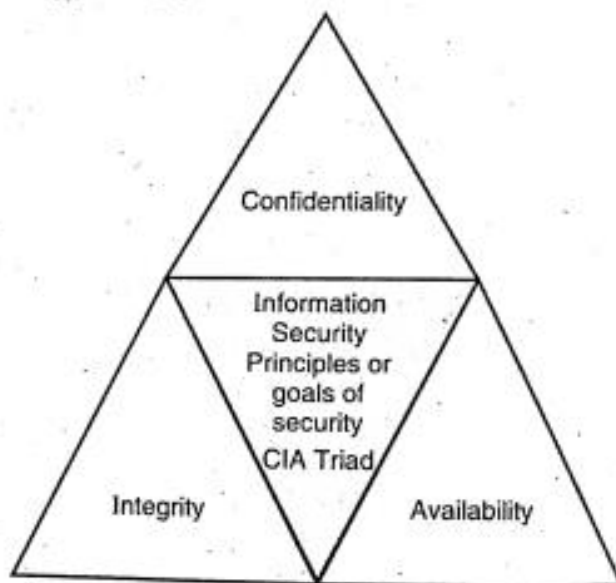 Confidentiality
Information
Security
Principles or
goals of
security
CIA Triad
Integrity
Availability